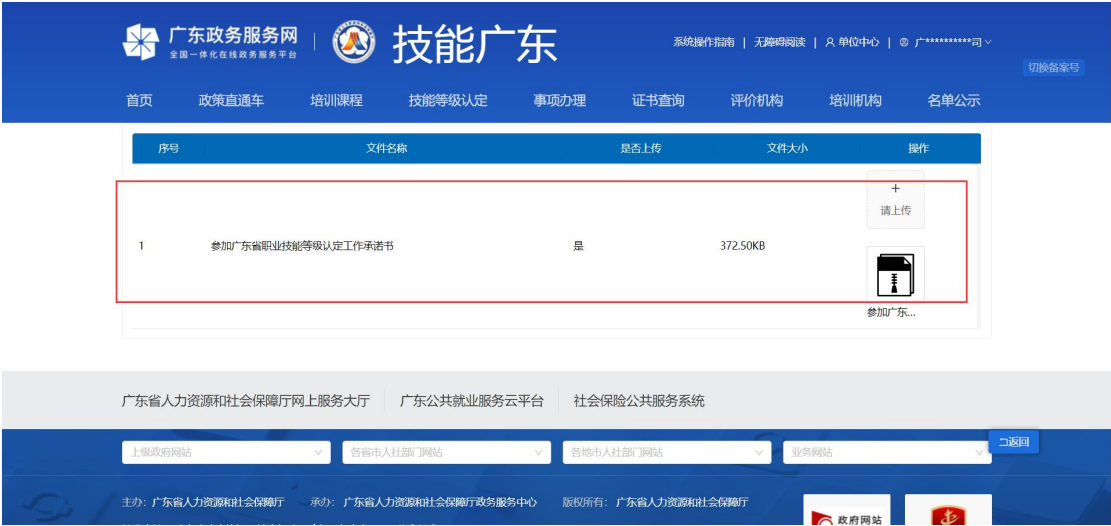 广东政务服务网
全国一体化在线政务服务平台
技能广东
系统操作指南 | 无障碍阅读 | 单位中心 | 广**********司
切换备案号
首页 政策直通车 培训课程 技能等级认定 事项办理 证书查询 评价机构 培训机构 名单公示
序号 文件名称 是否上传 文件大小 操作
+
请上传
1 参加广东省职业技能等级认定工作承诺书 是 372.50KB
参加广东...
广东省人力资源和社会保障厅网上服务大厅 广东公共就业服务云平台 社会保险公共服务系统
返回
上级政府网站 各省市人社部门网站 各地市人社部门网站 业务网站
主办：广东省人力资源和社会保障厅 承办：广东省人力资源和社会保障厅政务服务中心 版权所有：广东省人力资源和社会保障厅
政府网站